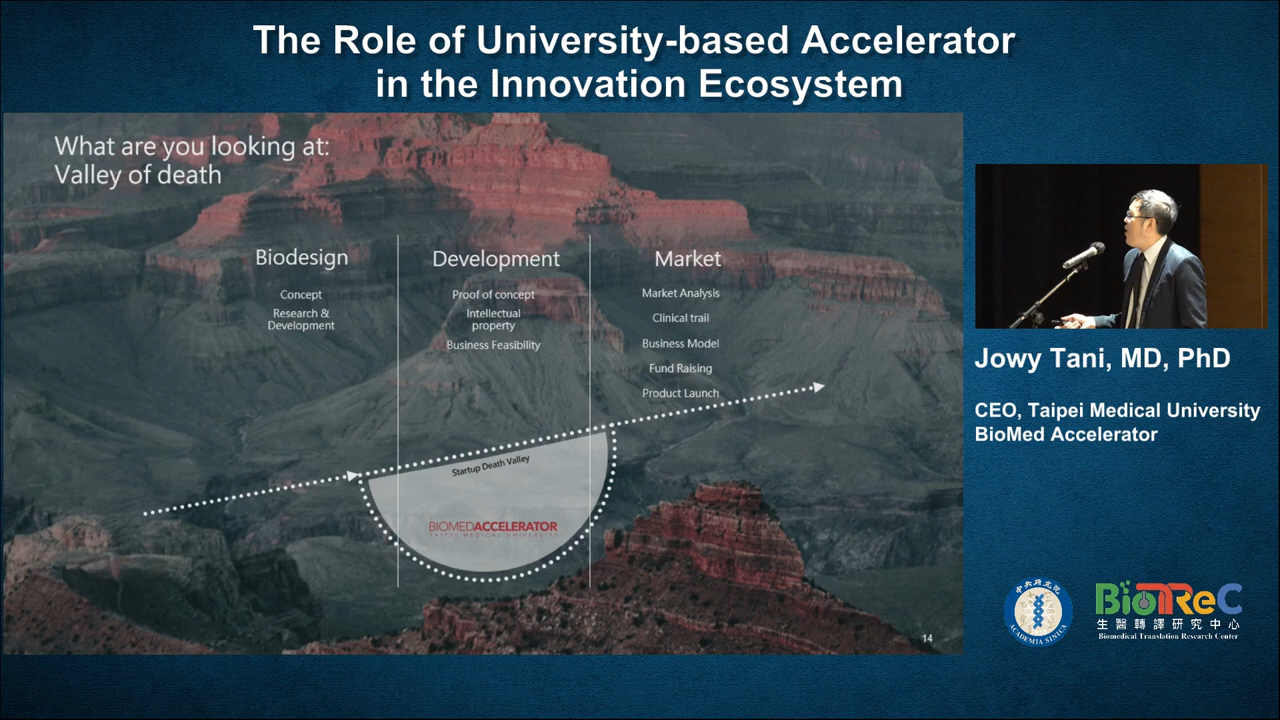 The Role of University-based Accelerator
in the Innovation Ecosystem
What are you looking at:
Valley of death
Biodesign
Concept
Research &
Development
Development
Proof of concept
Intellectual
property
Business Feasibility
Market
Market Analysis
Clinical trail
Business Model
Fund Raising
Product Launch
Startup Death Valley
BIOMEDACCELERATOR
TAIPEI MEDICAL UNIVERSITY
14
Jowy Tani, MD, PhD
CEO, Taipei Medical University
BioMed Accelerator
中央研究院
ACADEMIA SINICA
BioTReC
生醫轉譯研究中心
Biomedical Translation Research Center